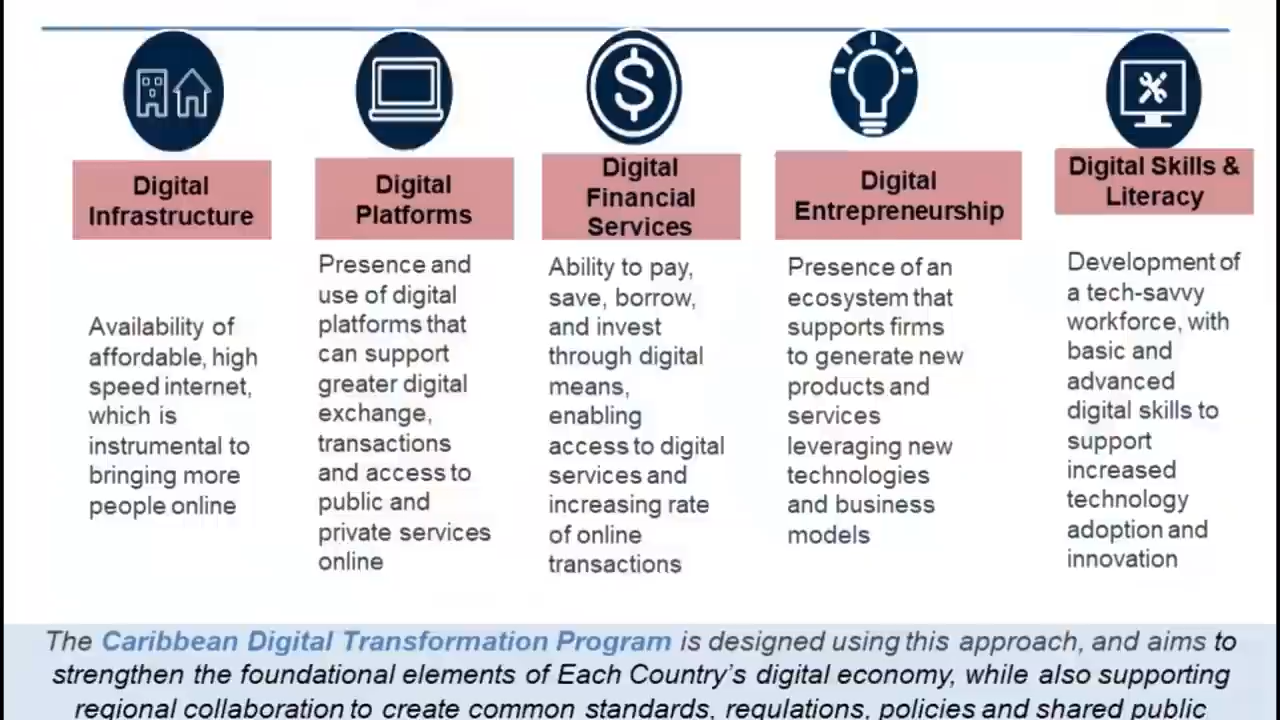 Digital
Infrastructure
Availability of
affordable, high
speed internet,
which is
instrumental to
bringing more
people online
Digital
Platforms
Presence and
use of digital
platforms that
can support
greater digital
exchange,
transactions
and access to
public and
private services
online
Digital
Financial
Services
Ability to pay,
save, borrow,
and invest
through digital
means,
enabling
access to digital
services and
increasing rate
of online
transactions
Digital
Entrepreneurship
Presence of an
ecosystem that
supports firms
to generate new
products and
services
leveraging new
technologies
and business
models
Digital Skills &
Literacy
Development of
a tech-savvy
workforce, with
basic and
advanced
digital skills to
support
increased
technology
adoption and
innovation
The Caribbean Digital Transformation Program is designed using this approach, and aims to
strengthen the foundational elements of Each Country's digital economy, while also supporting
regional collaboration to create common standards, regulations, policies and shared public